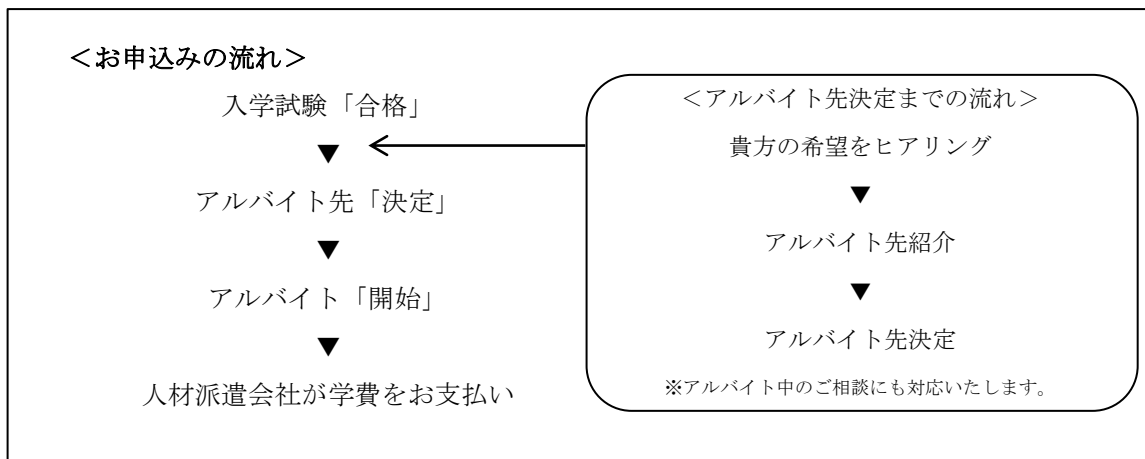 ＜お申込みの流れ＞
入学試験「合格」
▼
アルバイト先「決定」
▼
アルバイト「開始」
▼
人材派遣会社が学費をお支払い
＜アルバイト先決定までの流れ＞
貴方の希望をヒアリング
▼
アルバイト先紹介
▼
アルバイト先決定
※アルバイト中のご相談にも対応いたします。